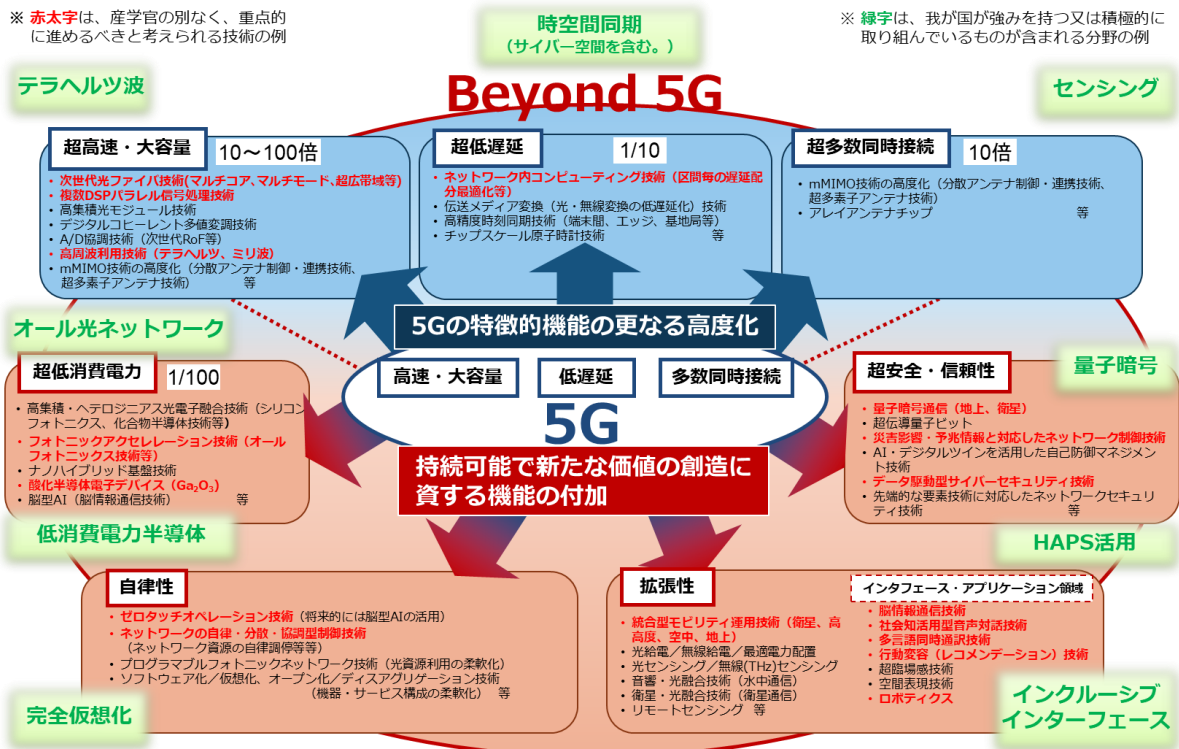 ※ 赤太字は、産学官の別なく、重点的
に進めるべきと考えられる技術の例
時空間同期
(サイバー空間を含む。)
※ 緑字は、我が国が強みを持つ又は積極的に
取り組んでいるものが含まれる分野の例
テラヘルツ波
Beyond 5G
センシング
超高速・大容量
10～100倍
・ 次世代光ファイバ技術(マルチコア、マルチモード、超広帯域等)
・ 複数DSPパラレル信号処理技術
・ 高集積光モジュール技術
・ デジタルコヒーレント多値変調技術
・ A/D協調技術（次世代RoF等）
・ 高周波利用技術（テラヘルツ、ミリ波）
・ mMIMO技術の高度化（分散アンテナ制御・連携技術、
超多素子アンテナ技術） 等
超低遅延
1/10
・ ネットワーク内コンピューティング技術（区間毎の遅延配
分最適化等）
・ 伝送メディア変換（光・無線変換の低遅延化）技術
・ 高精度時刻同期技術（端末間、エッジ、基地局等）
・ チップスケール原子時計技術 等
超多数同時接続
10倍
・ mMIMO技術の高度化（分散アンテナ制御・連携技術、
超多素子アンテナ技術）
・ アレイアンテナチップ 等
オール光ネットワーク
5Gの特徴的機能の更なる高度化
量子暗号
高速・大容量
低遅延
多数同時接続
5G
持続可能で新たな価値の創造に
資する機能の付加
超低消費電力
1/100
・ 高集積・ヘテロジニアス光電子融合技術（シリコン
フォトニクス、化合物半導体技術等）
・ フォトニックアクセラレーション技術（オール
フォトニックス技術等）
・ ナノハイブリッド基盤技術
・ 酸化半導体電子デバイス（Ga₂O₃）
・ 脳型AI（脳情報通信技術） 等
超安全・信頼性
・ 量子暗号通信（地上、衛星）
・ 超伝導量子ビット
・ 災害影響・予兆情報と対応したネットワーク制御技術
・ AI・デジタルツインを活用した自己防御マネジメ
ント技術
・ データ駆動型サイバーセキュリティ技術
・ 先端的な要素技術に対応したネットワークセキュリ
ティ技術 等
低消費電力半導体
HAPS活用
自律性
・ ゼロタッチオペレーション技術（将来的には脳型AIの活用）
・ ネットワークの自律・分散・協調型制御技術
（ネットワーク資源の自律調停等等）
・ プログラマブルフォトニックネットワーク技術（光資源利用の柔軟化）
・ ソフトウェア化／仮想化、オープン化／ディスアグリゲーション技術
（機器・サービス構成の柔軟化） 等
拡張性
・ 統合型モビリティ運用技術（衛星、高
高度、空中、地上）
・ 光給電／無線給電／最適電力配置
・ 光センシング／無線(THz)センシング
・ 音響・光融合技術（水中通信）
・ 衛星・光融合技術（衛星通信）
・ リモートセンシング 等
インタフェース・アプリケーション領域
・ 脳情報通信技術
・ 社会知活用型音声対話技術
・ 多言語同時通訳技術
・ 行動変容（レコメンデーション）技術
・ 超臨場感技術
・ 空間表現技術
・ ロボティクス
完全仮想化
インクルーシブ
インターフェース